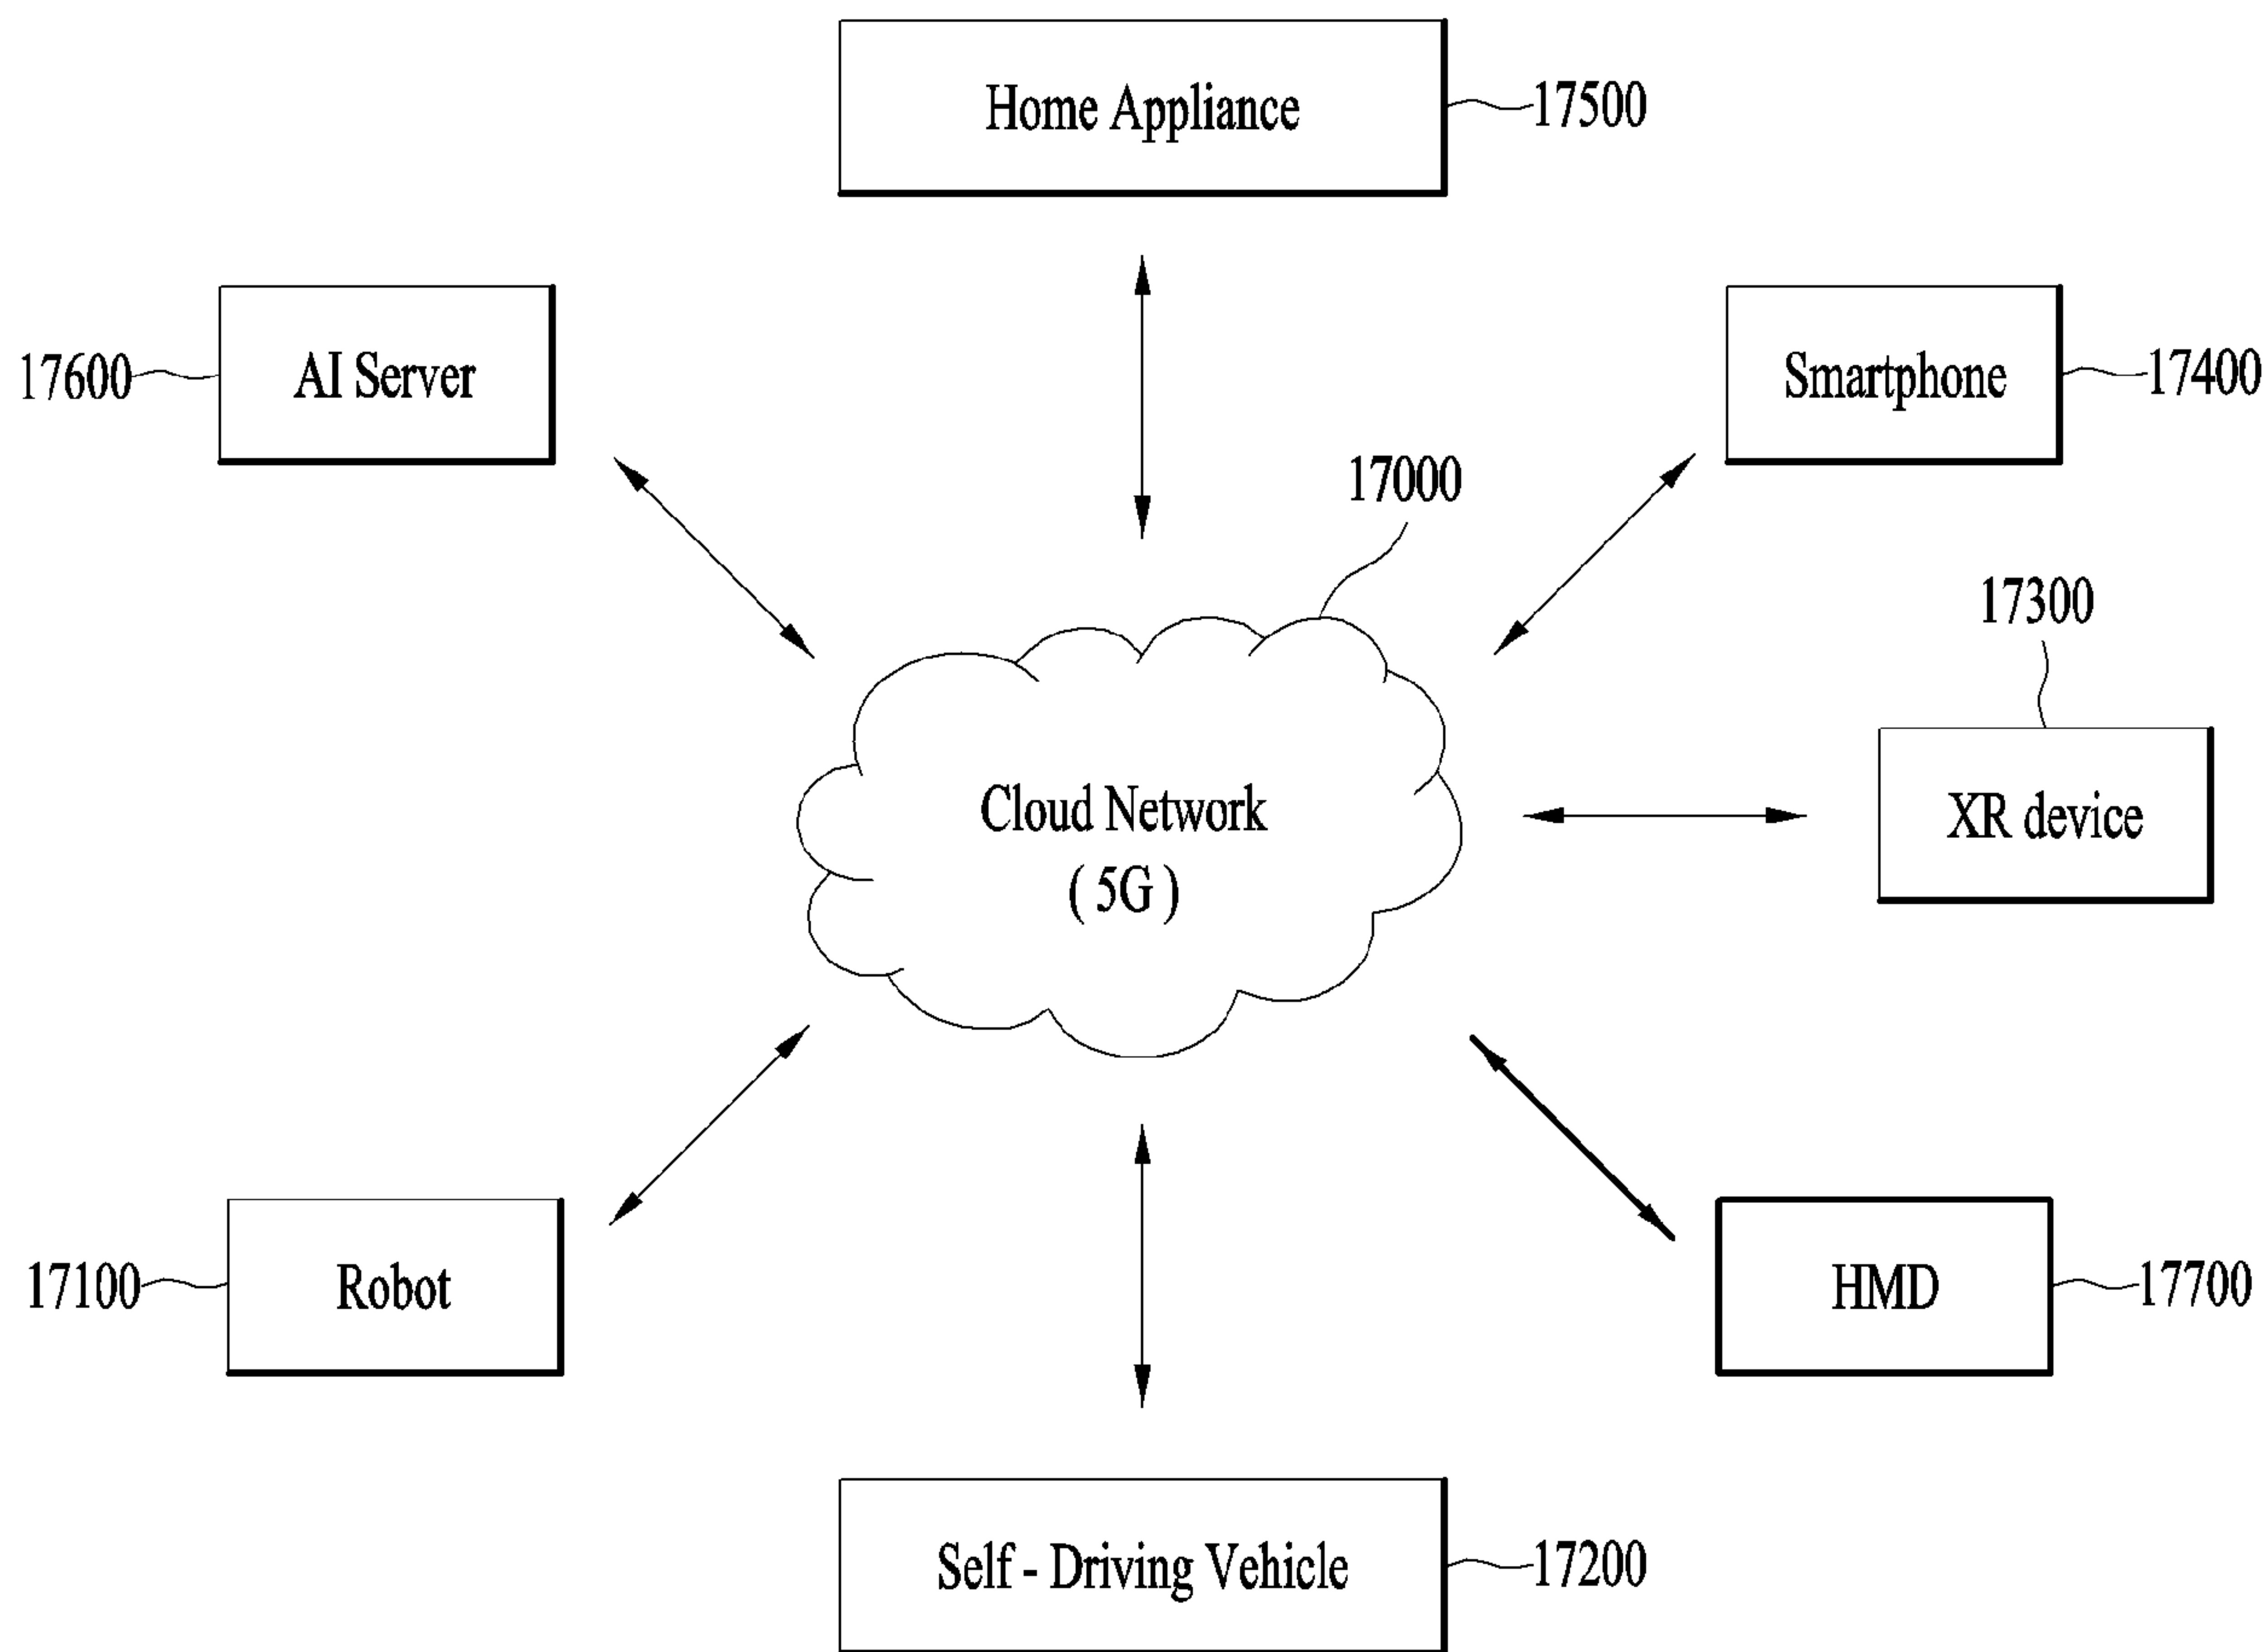 Home Appliance
17500
17600
AI Server
Smartphone
17400
17000
17300
Cloud Network
( 5G )
XR device
17100
Robot
HMD
17700
Self - Driving Vehicle
17200